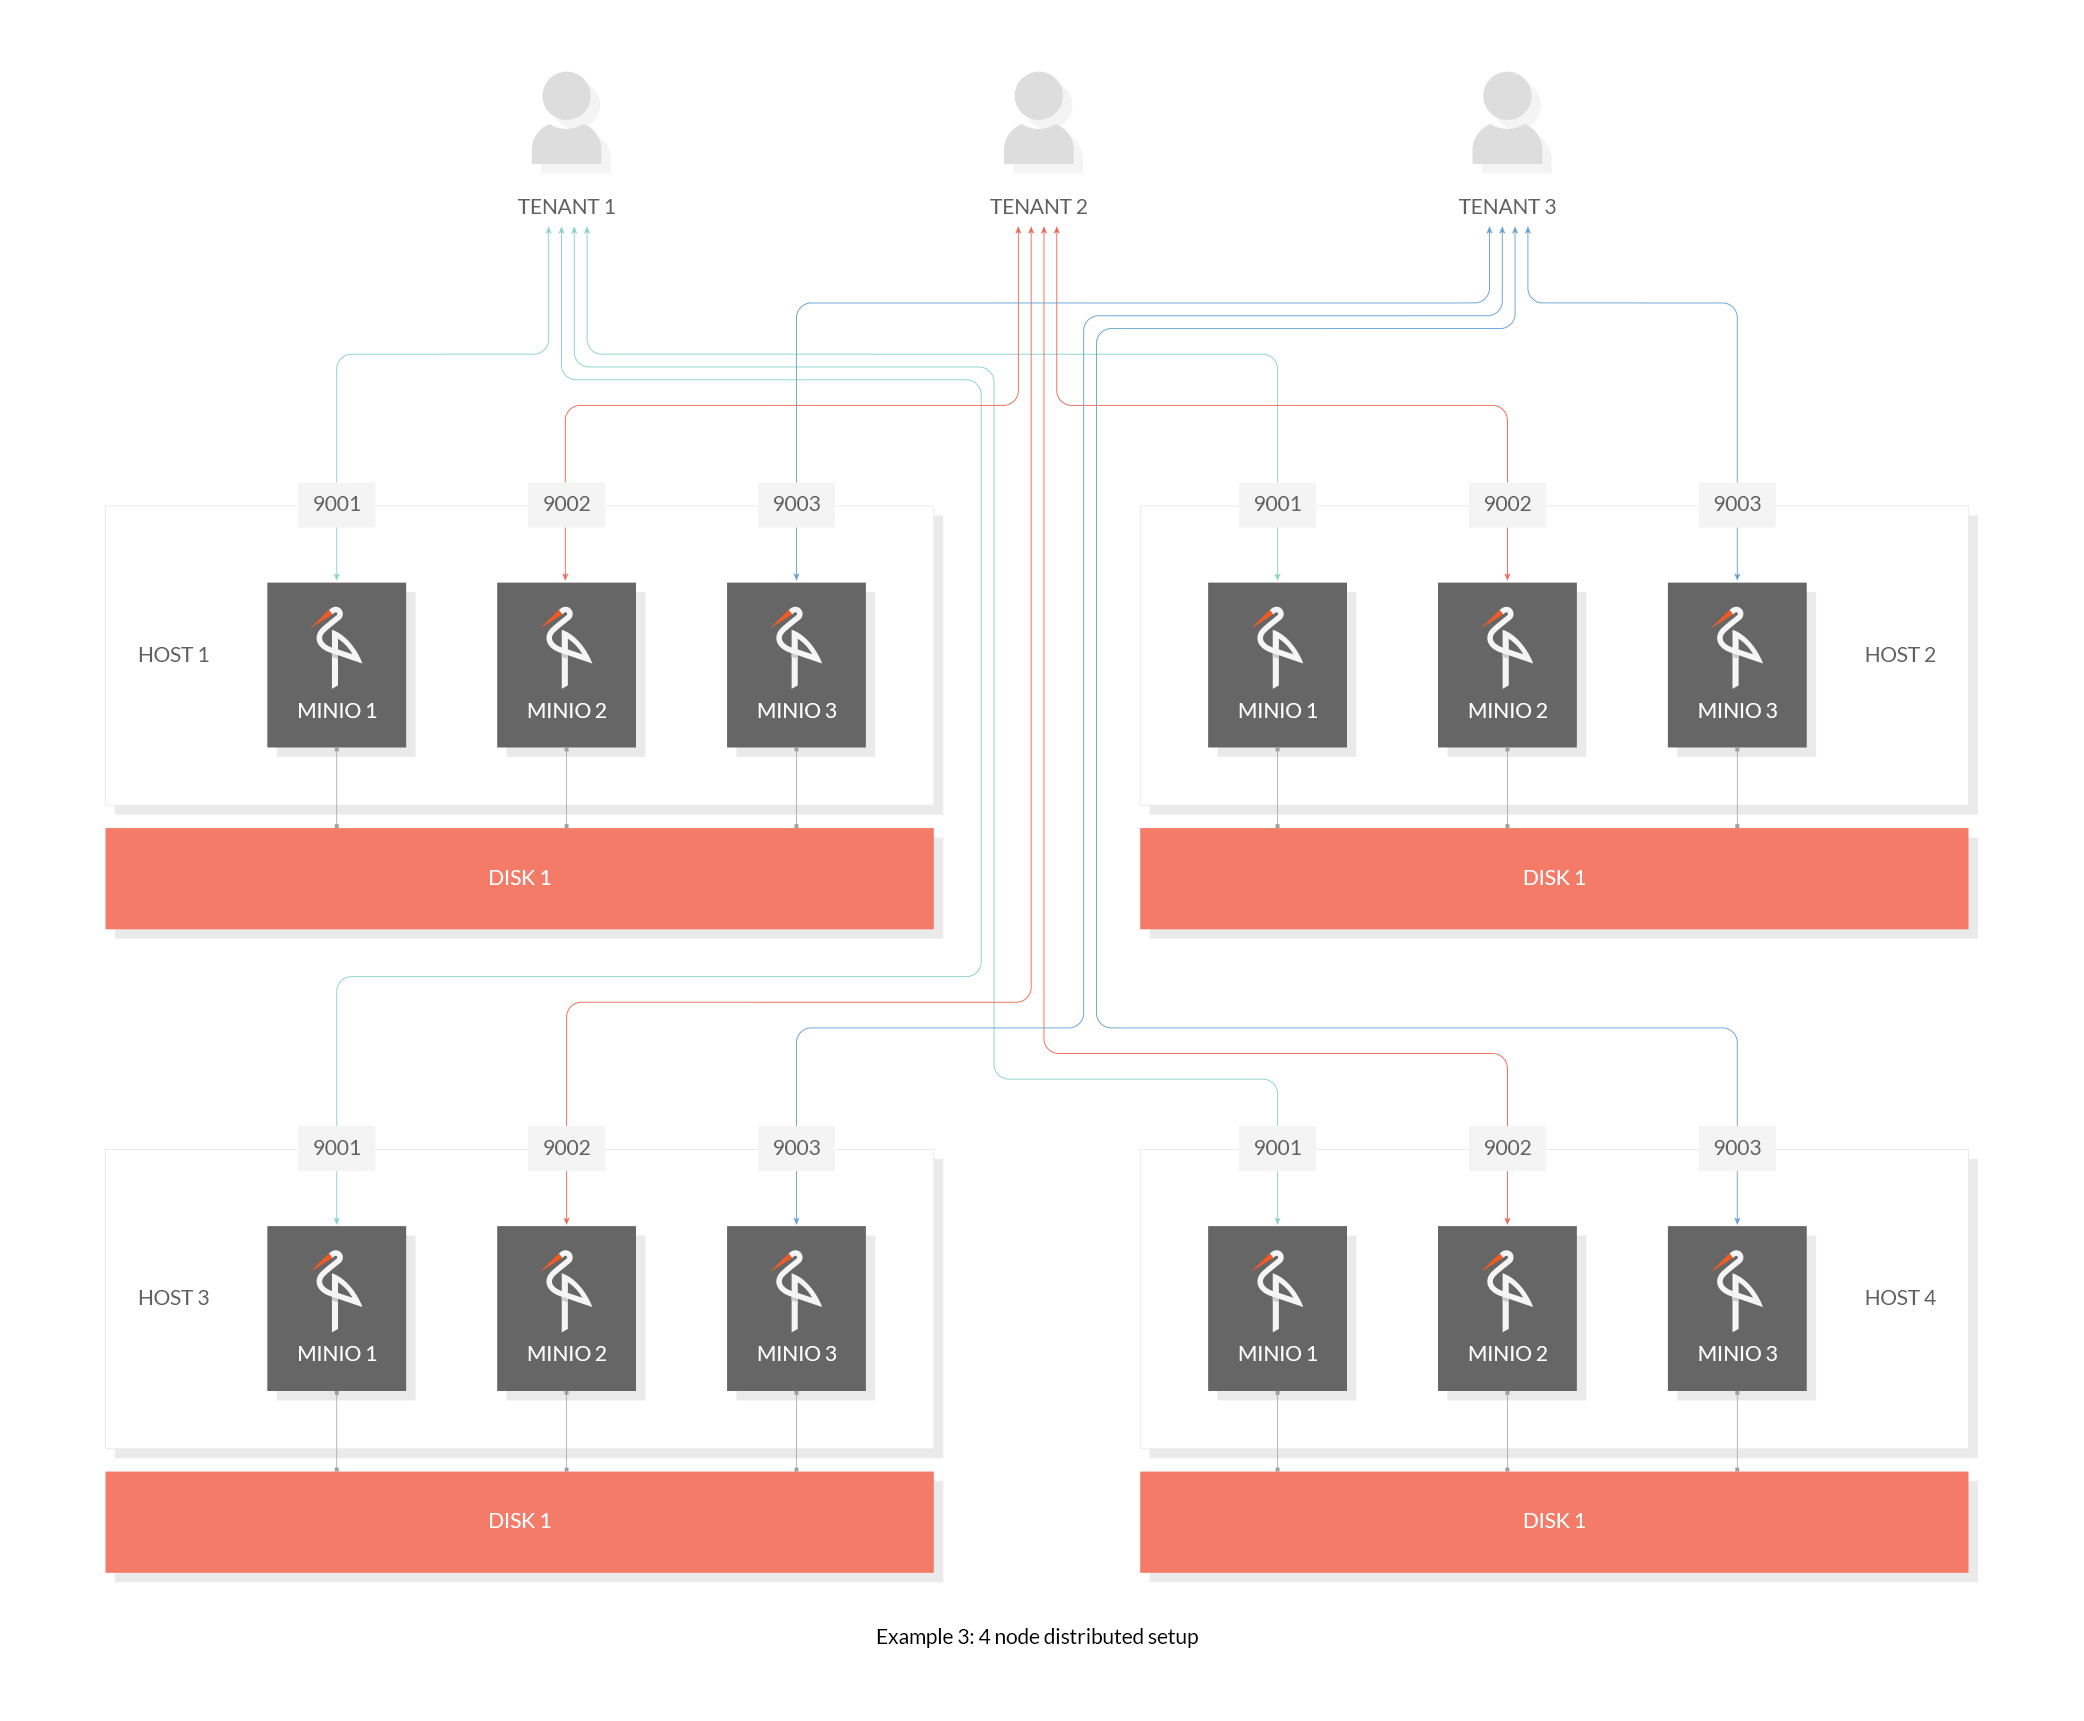 TENANT 1
TENANT 2
TENANT 3
9001
9002
9003
9001
9002
9003
HOST 1
MINIO 1
MINIO 2
MINIO 3
MINIO 1
MINIO 2
MINIO 3
HOST 2
DISK 1
DISK 1
9001
9002
9003
9001
9002
9003
HOST 3
MINIO 1
MINIO 2
MINIO 3
MINIO 1
MINIO 2
MINIO 3
HOST 4
DISK 1
DISK 1
Example 3: 4 node distributed setup